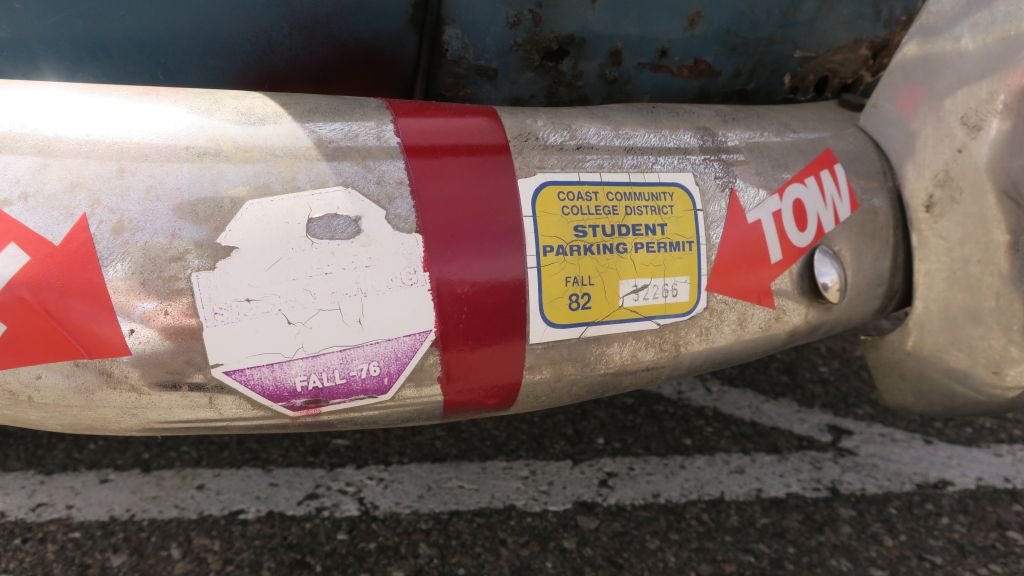 FALL -76
COAST COMMUNITY
COLLEGE DISTRICT
STUDENT
PARKING PERMIT
FALL
82
32266
TOW